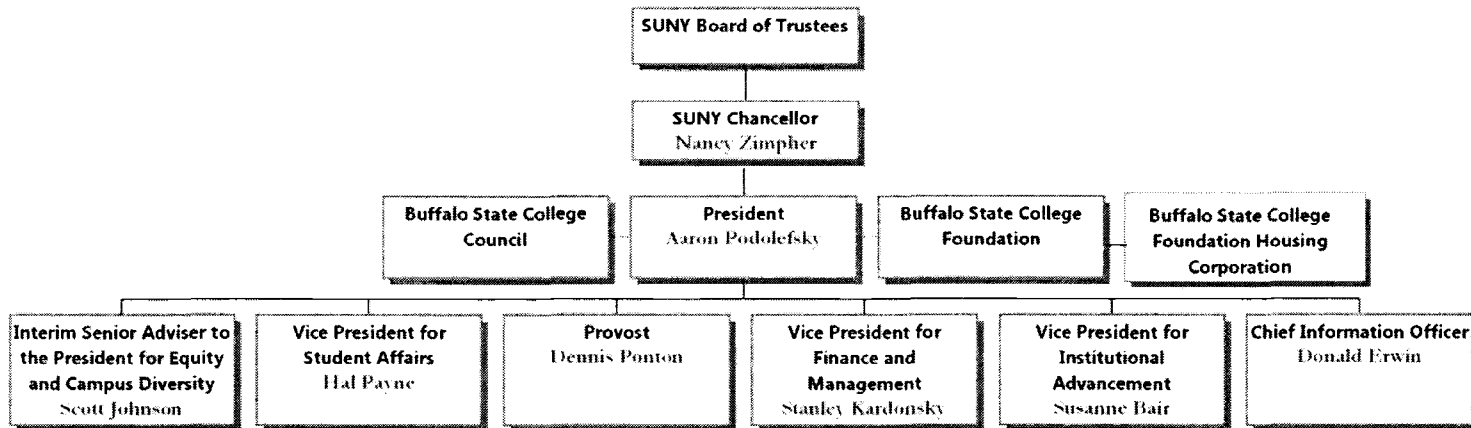 SUNY Board of Trustees
SUNY Chancellor
Nancy Zimpher
Buffalo State College
Council
President
Aaron Podolefsky
Buffalo State College
Foundation
Buffalo State College
Foundation Housing
Corporation
Interim Senior Adviser to
the President for Equity
and Campus Diversity
Scott Johnson
Vice President for
Student Affairs
Hal Payne
Provost
Dennis Ponton
Vice President for
Finance and
Management
Stanley Kardonsky
Vice President for
Institutional
Advancement
Susanne Bair
Chief Information Officer
Donald Erwin